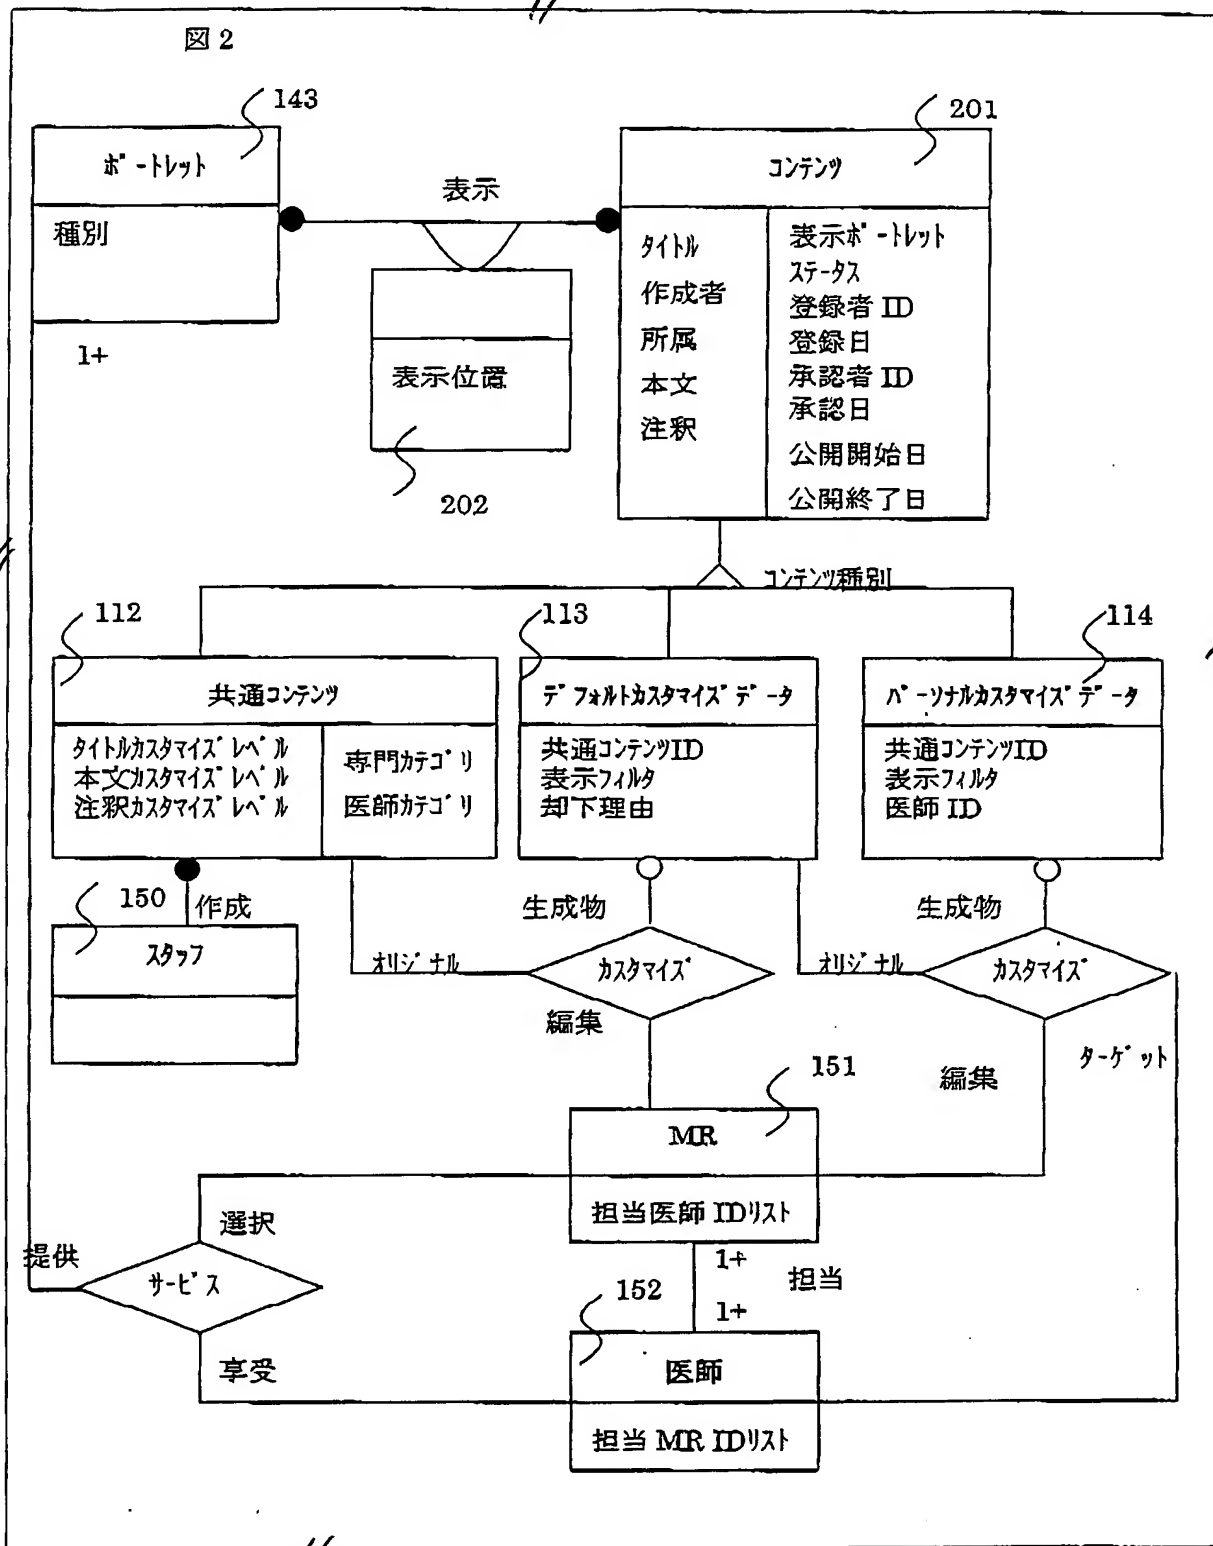 図 2
143
ポートレット
種別
1+
表示
表示位置
202
201
コンテンツ
タイトル
作成者
所属
本文
注釈
表示ポートレット
ステータス
登録者 ID
登録日
承認者 ID
承認日
公開開始日
公開終了日
コンテンツ種別
112
共通コンテンツ
タイトルカスタマイズレベル
本文カスタマイズレベル
注釈カスタマイズレベル
専門カテゴリ
医師カテゴリ
113
デフォルトカスタマイズデータ
共通コンテンツID
表示フィルタ
却下理由
114
パーソナルカスタマイズデータ
共通コンテンツID
表示フィルタ
医師 ID
150
作成
スタッフ
生成物
オリジナル
カスタマイズ
編集
生成物
オリジナル
カスタマイズ
編集
ターゲット
151
MR
担当医師 IDリスト
1+
担当
1+
152
医師
担当 MR IDリスト
選択
提供
サービス
享受